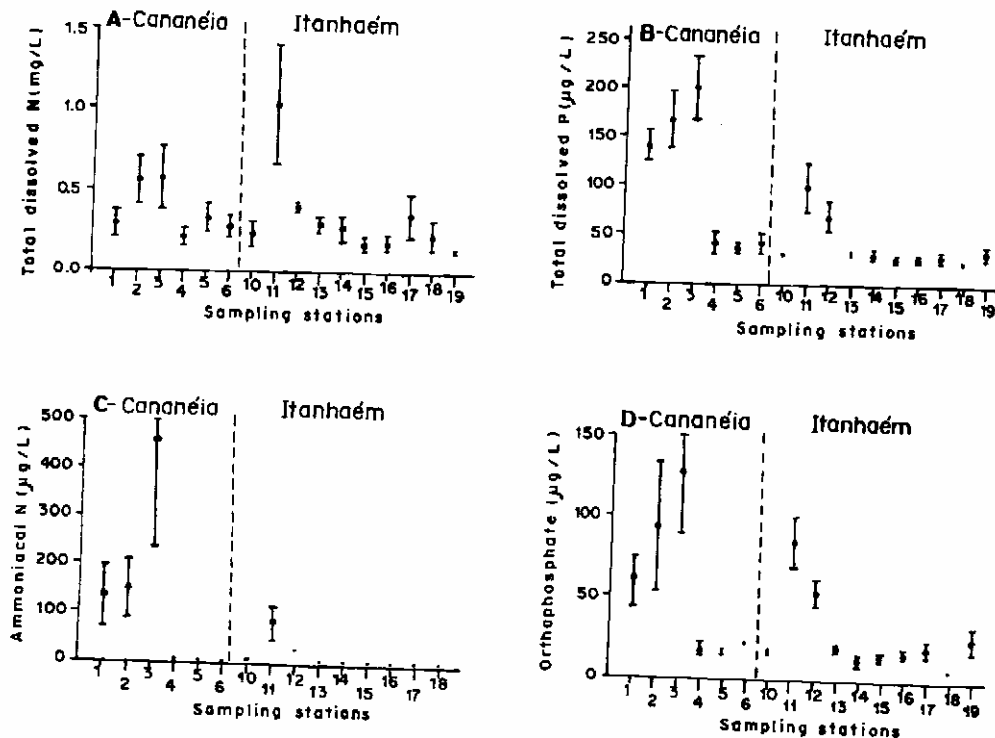 A-Cananéia Itanhaém
Total dissolved N(mg/L)
1.5
1.0
0.5
0.0
1 2 3 4 5 6 10 11 12 13 14 15 16 17 18 19
Sampling stations
B-Cananéia Itanhaém
Total dissolved P(µg/L)
250
200
150
100
50
0
1 2 3 4 5 6 10 11 12 13 14 15 16 17 18 19
Sampling stations
C-Cananéia Itanhaém
Ammoniacal N(µg/L)
500
400
300
200
100
0
1 2 3 4 5 6 10 11 12 13 14 15 16 17 18
Sampling stations
D-Cananéia Itanhaém
Orthaphosphate (µg/L)
150
100
50
0
1 2 3 4 5 6 10 11 12 13 14 15 16 17 18 19
Sampling stations